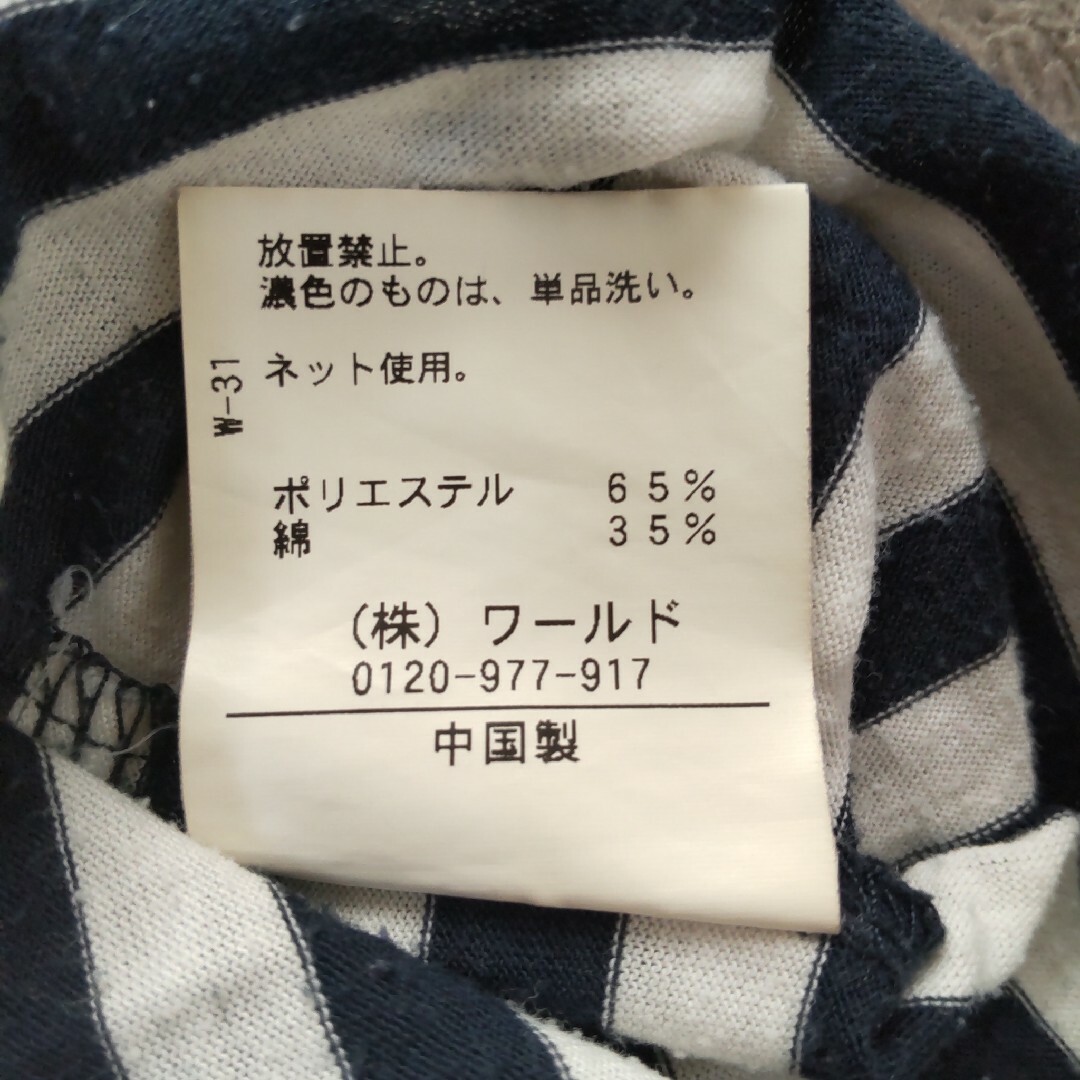 放置禁止。
濃色のものは、単品洗い。
ネット使用。
W-31
ポリエステル 65%
綿 35%
(株) ワールド
0120-977-917
中国製